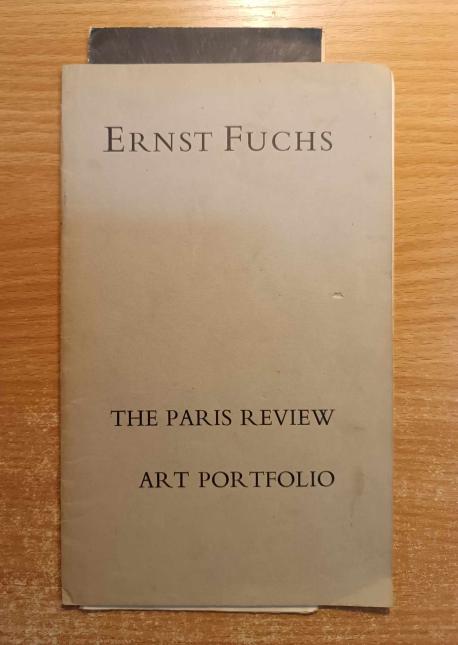 ERNST FUCHS
THE PARIS REVIEW
ART PORTFOLIO